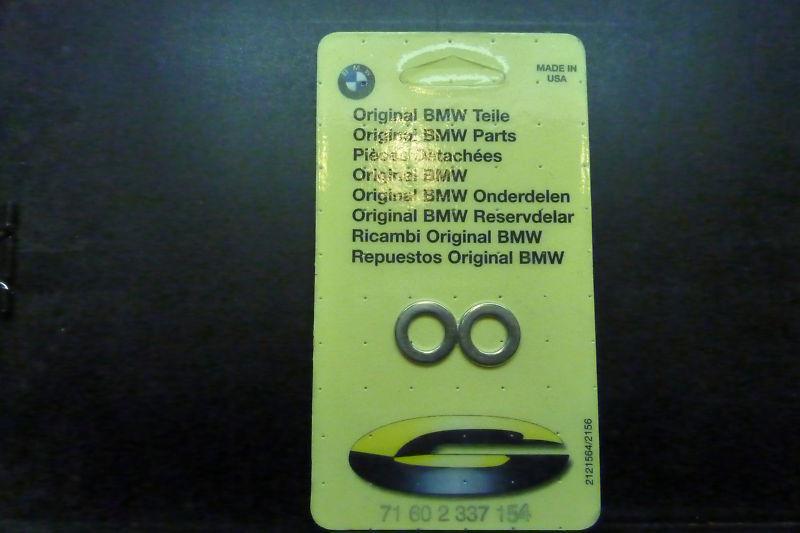 BMW
MADE IN
USA
Original BMW Teile
Original BMW Parts
Pièces Détachées
Original BMW
Original BMW Onderdelen
Original BMW Reservdelar
Ricambi Original BMW
Repuestos Original BMW
2121564/2156
71 60 2 337 154